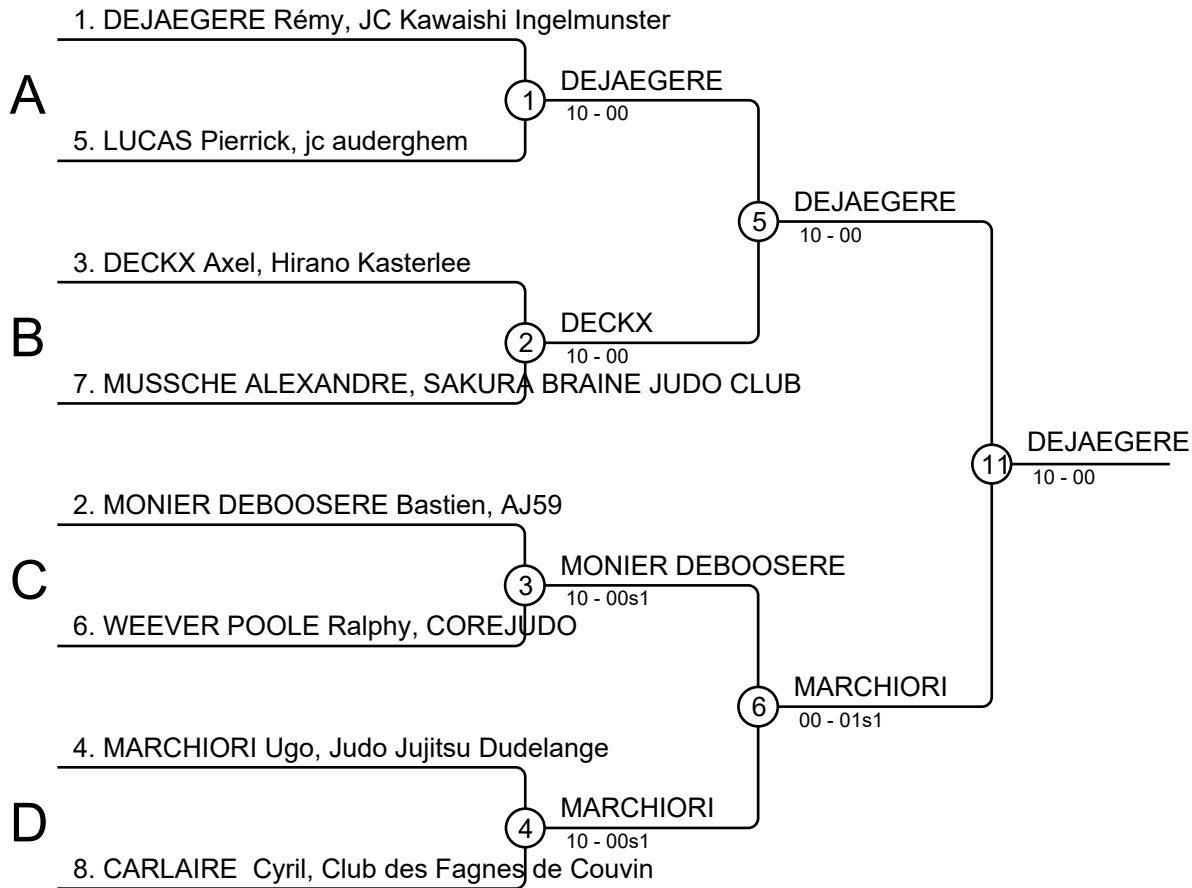 1. DEJAEGERE Rémy, JC Kawaishi Ingelmunster
A
1
DEJAEGERE
10 - 00
5. LUCAS Pierrick, jc auderghem
5
DEJAEGERE
10 - 00
3. DECKX Axel, Hirano Kasterlee
B
2
DECKX
10 - 00
7. MUSSCHE ALEXANDRE, SAKURA BRAINE JUDO CLUB
11
DEJAEGERE
10 - 00
2. MONIER DEBOOSERE Bastien, AJ59
C
3
MONIER DEBOOSERE
10 - 00s1
6. WEEVER POOLE Ralphy, COREJUDO
6
MARCHIORI
00 - 01s1
4. MARCHIORI Ugo, Judo Jujitsu Dudelange
D
4
MARCHIORI
10 - 00s1
8. CARLAIRE  Cyril, Club des Fagnes de Couvin